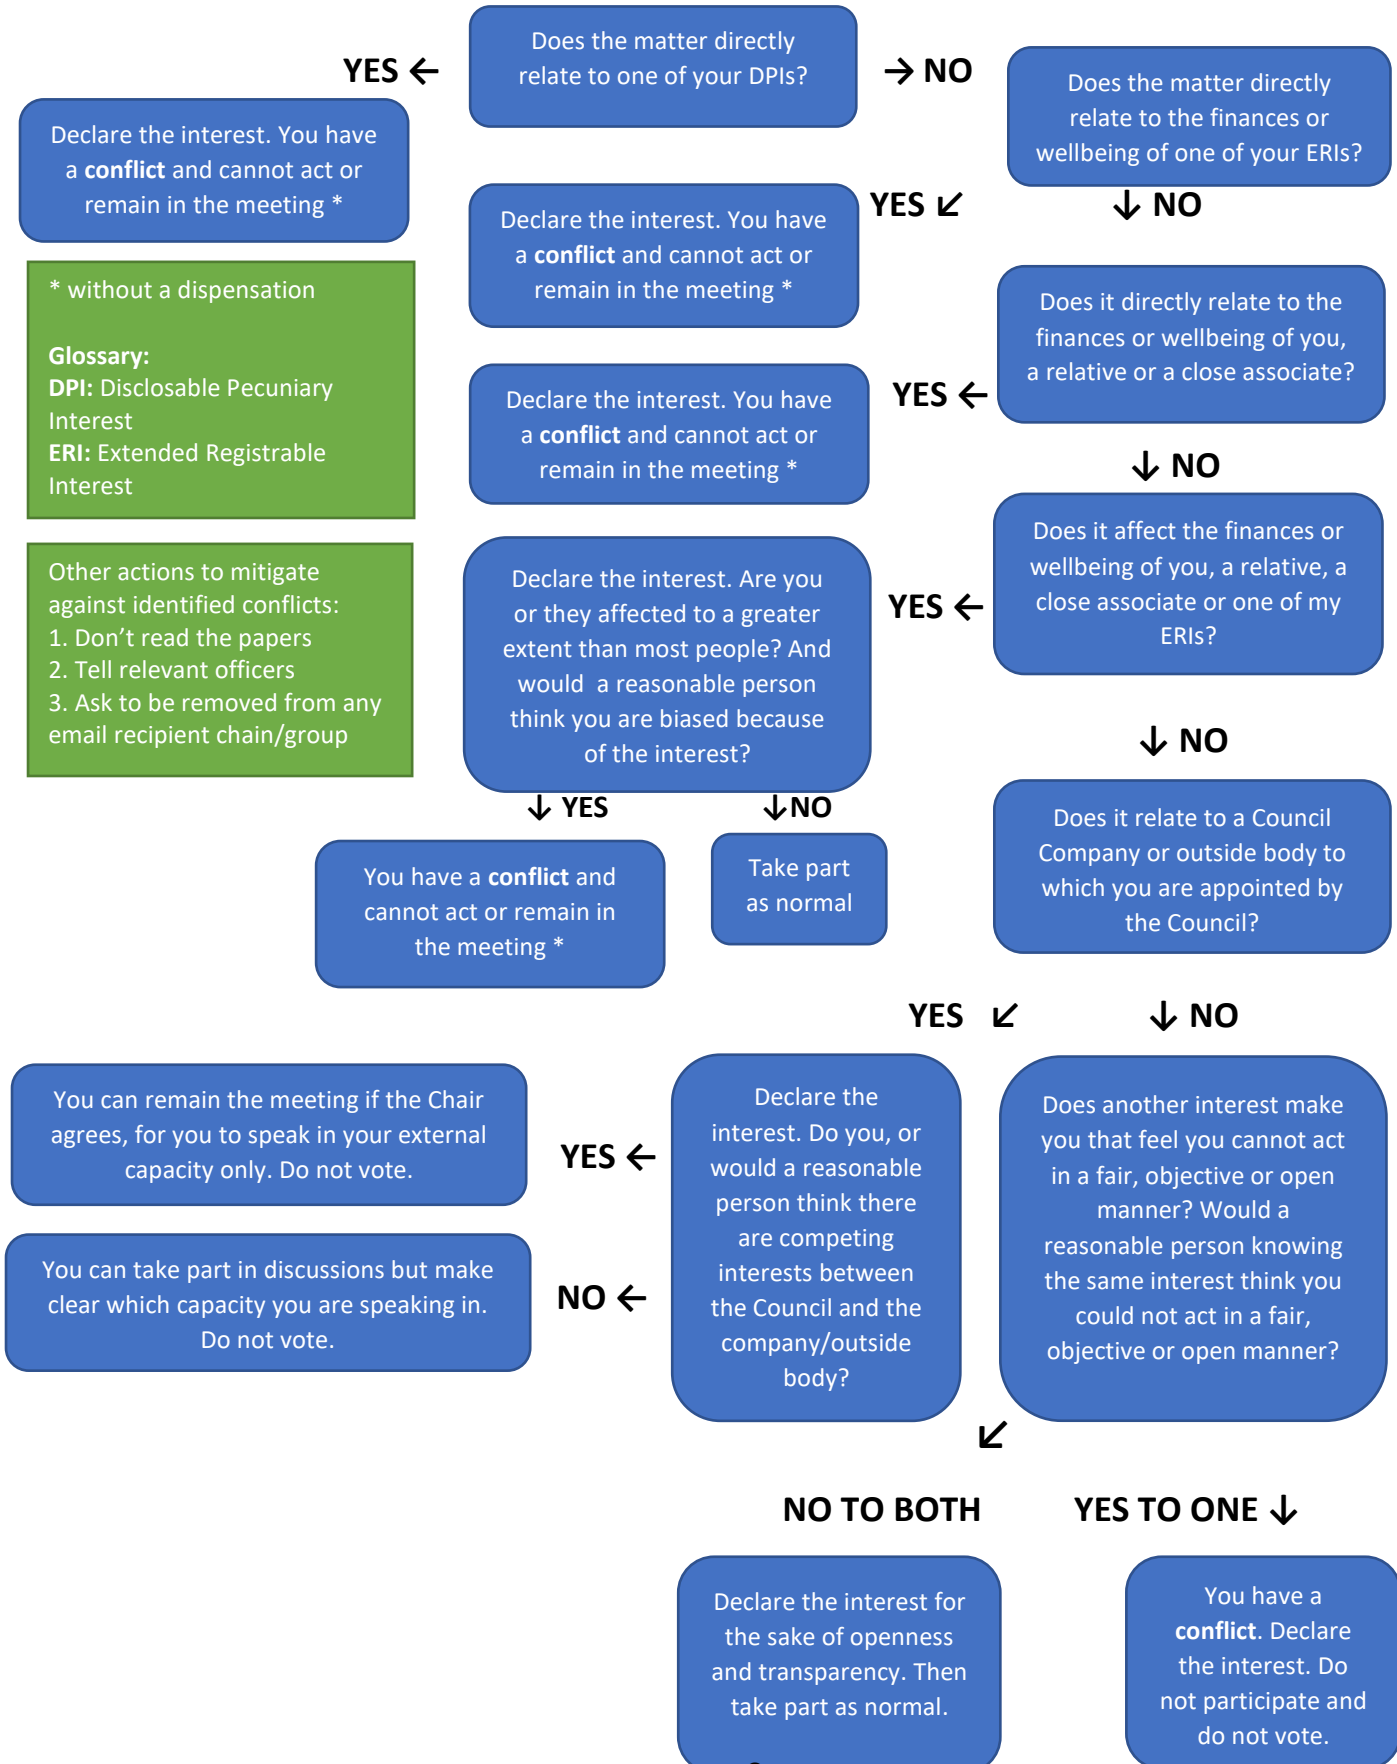 Does the matter directly
relate to one of your DPIs?
YES ←
→ NO
Declare the interest. You have
a conflict and cannot act or
remain in the meeting *
Does the matter directly
relate to the finances or
wellbeing of one of your ERIs?
YES ↙
↓ NO
Declare the interest. You have
a conflict and cannot act or
remain in the meeting *
* without a dispensation
Glossary:
DPI: Disclosable Pecuniary
Interest
ERI: Extended Registrable
Interest
Does it directly relate to the
finances or wellbeing of you,
a relative or a close associate?
YES ←
Declare the interest. You have
a conflict and cannot act or
remain in the meeting *
↓ NO
Does it affect the finances or
wellbeing of you, a relative, a
close associate or one of my
ERIs?
YES ←
Declare the interest. Are you
or they affected to a greater
extent than most people? And
would a reasonable person
think you are biased because
of the interest?
Other actions to mitigate
against identified conflicts:
1. Don’t read the papers
2. Tell relevant officers
3. Ask to be removed from any
email recipient chain/group
↓ YES
↓NO
You have a conflict and
cannot act or remain in
the meeting *
Take part
as normal
↓ NO
Does it relate to a Council
Company or outside body to
which you are appointed by
the Council?
YES ↙
↓ NO
Declare the
interest. Do you, or
would a reasonable
person think there
are competing
interests between
the Council and the
company/outside
body?
YES ←
You can remain the meeting if the Chair
agrees, for you to speak in your external
capacity only. Do not vote.
NO ←
You can take part in discussions but make
clear which capacity you are speaking in.
Do not vote.
Does another interest make
you that feel you cannot act
in a fair, objective or open
manner? Would a
reasonable person knowing
the same interest think you
could not act in a fair,
objective or open manner?
↙
NO TO BOTH
YES TO ONE ↓
Declare the interest for
the sake of openness
and transparency. Then
take part as normal.
You have a
conflict. Declare
the interest. Do
not participate and
do not vote.